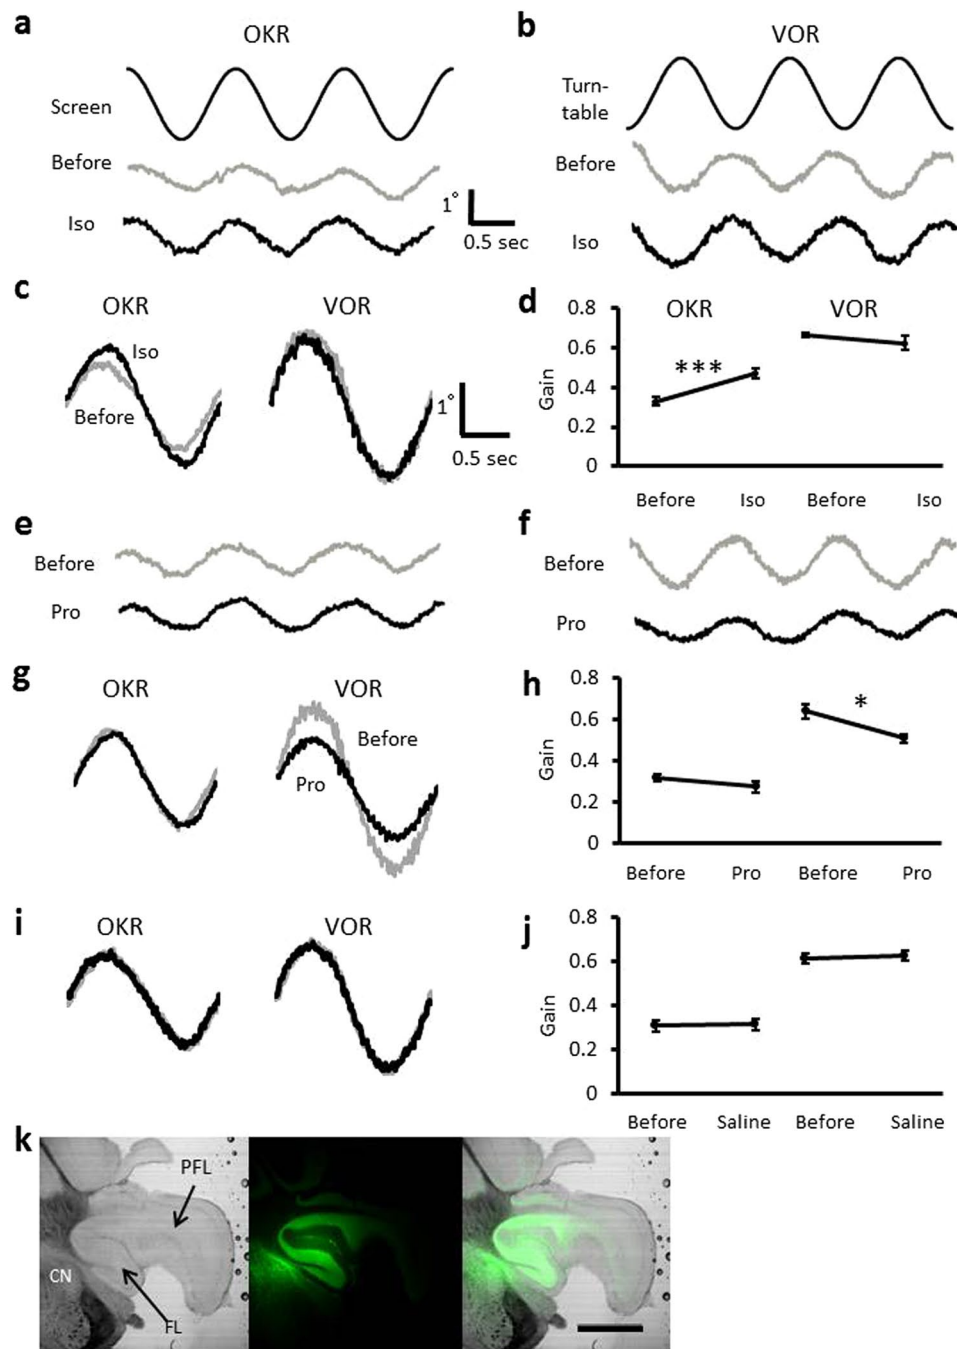 a
OKR
Screen
Before
Iso
1°
0.5 sec
b
VOR
Turn-
table
Before
Iso
c
OKR
VOR
Iso
Before
1°
0.5 sec
d
OKR
VOR
***
Gain
0.8
0.6
0.4
0.2
0
Before Iso Before Iso
e
Before
Pro
f
Before
Pro
g
OKR
VOR
Before
Pro
h
*
Gain
0.8
0.6
0.4
0.2
0
Before Pro Before Pro
i
OKR
VOR
j
Gain
0.8
0.6
0.4
0.2
0
Before Saline Before Saline
k
PFL
CN
FL